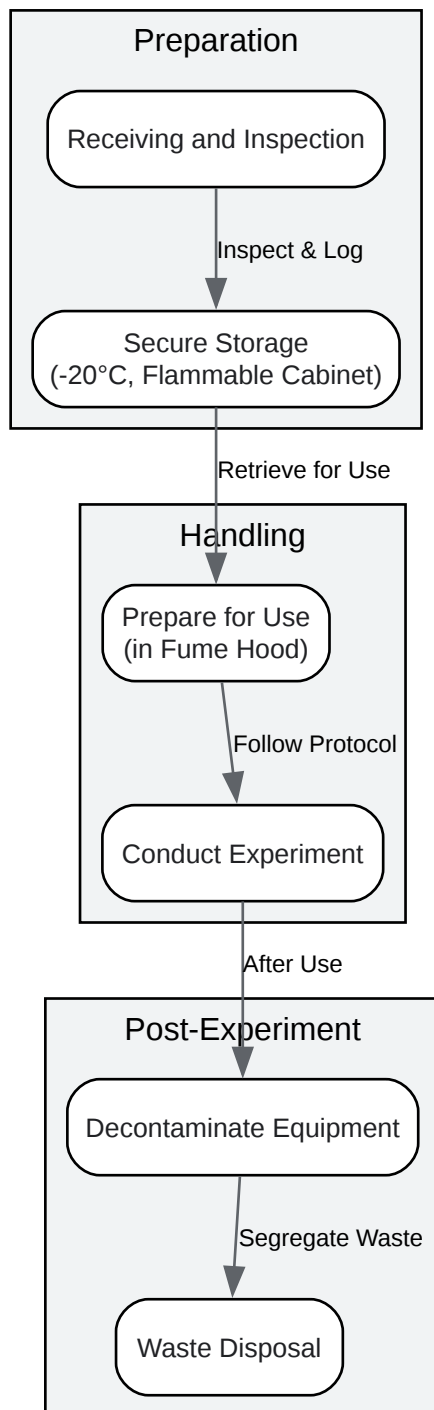 Preparation
Receiving and Inspection
Inspect & Log
Secure Storage
(-20°C, Flammable Cabinet)
Retrieve for Use
Handling
Prepare for Use
(in Fume Hood)
Follow Protocol
Conduct Experiment
After Use
Post-Experiment
Decontaminate Equipment
Segregate Waste
Waste Disposal